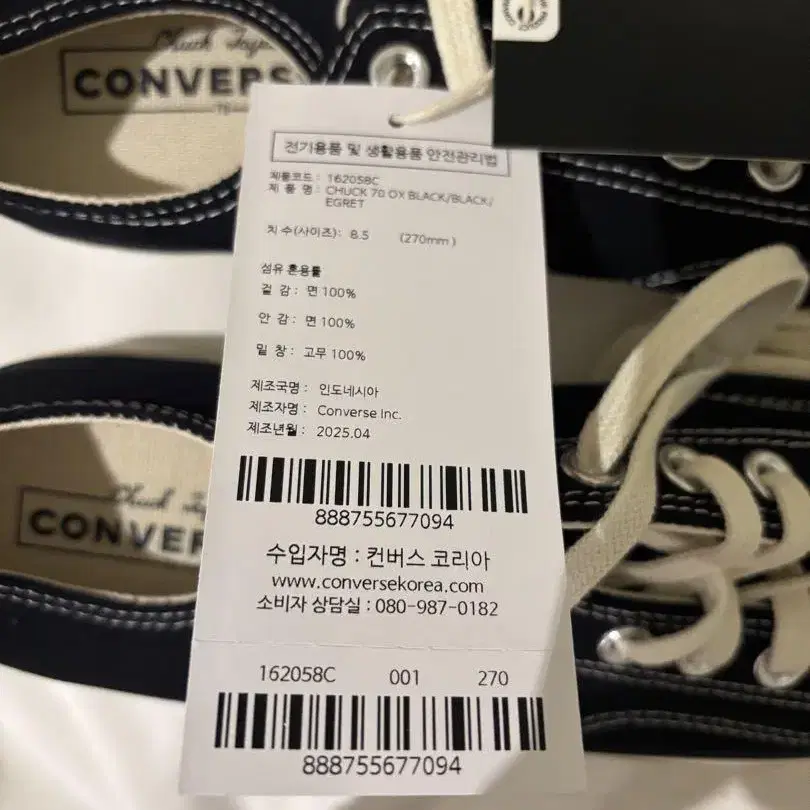 Chuck Tayl
CONVERS
전기용품 및 생활용품 안전관리법
제품코드 : 162058C
제 품 명 : CHUCK 70 OX BLACK/BLACK/
EGRET
치 수(사이즈): 8.5 (270mm)
섬유 혼용률
겉 감 : 면 100%
안 감 : 면 100%
밑 창 : 고무 100%
제조국명 : 인도네시아
제조자명 : Converse Inc.
제조년월 : 2025.04
888755677094
수입자명 : 컨버스 코리아
www.conversekorea.com
소비자 상담실 : 080-987-0182
162058C 001 270
888755677094
CONVER